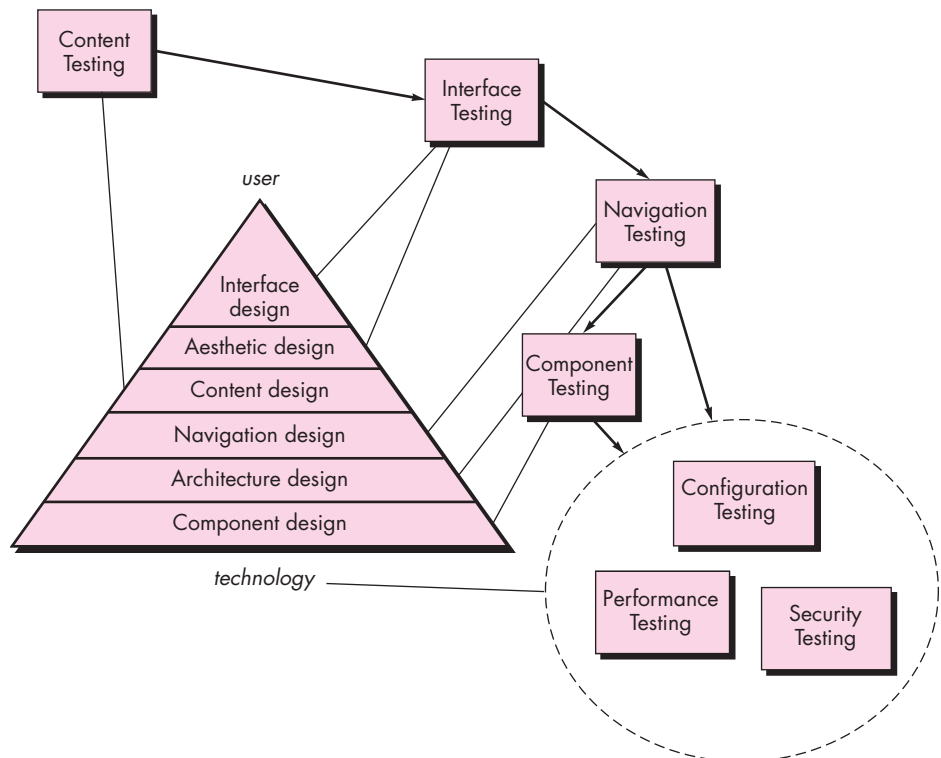 Content
Testing
Interface
Testing
user
Navigation
Testing
Interface
design
Aesthetic design
Component
Testing
Content design
Navigation design
Architecture design
Component design
Configuration
Testing
technology
Performance
Testing
Security
Testing